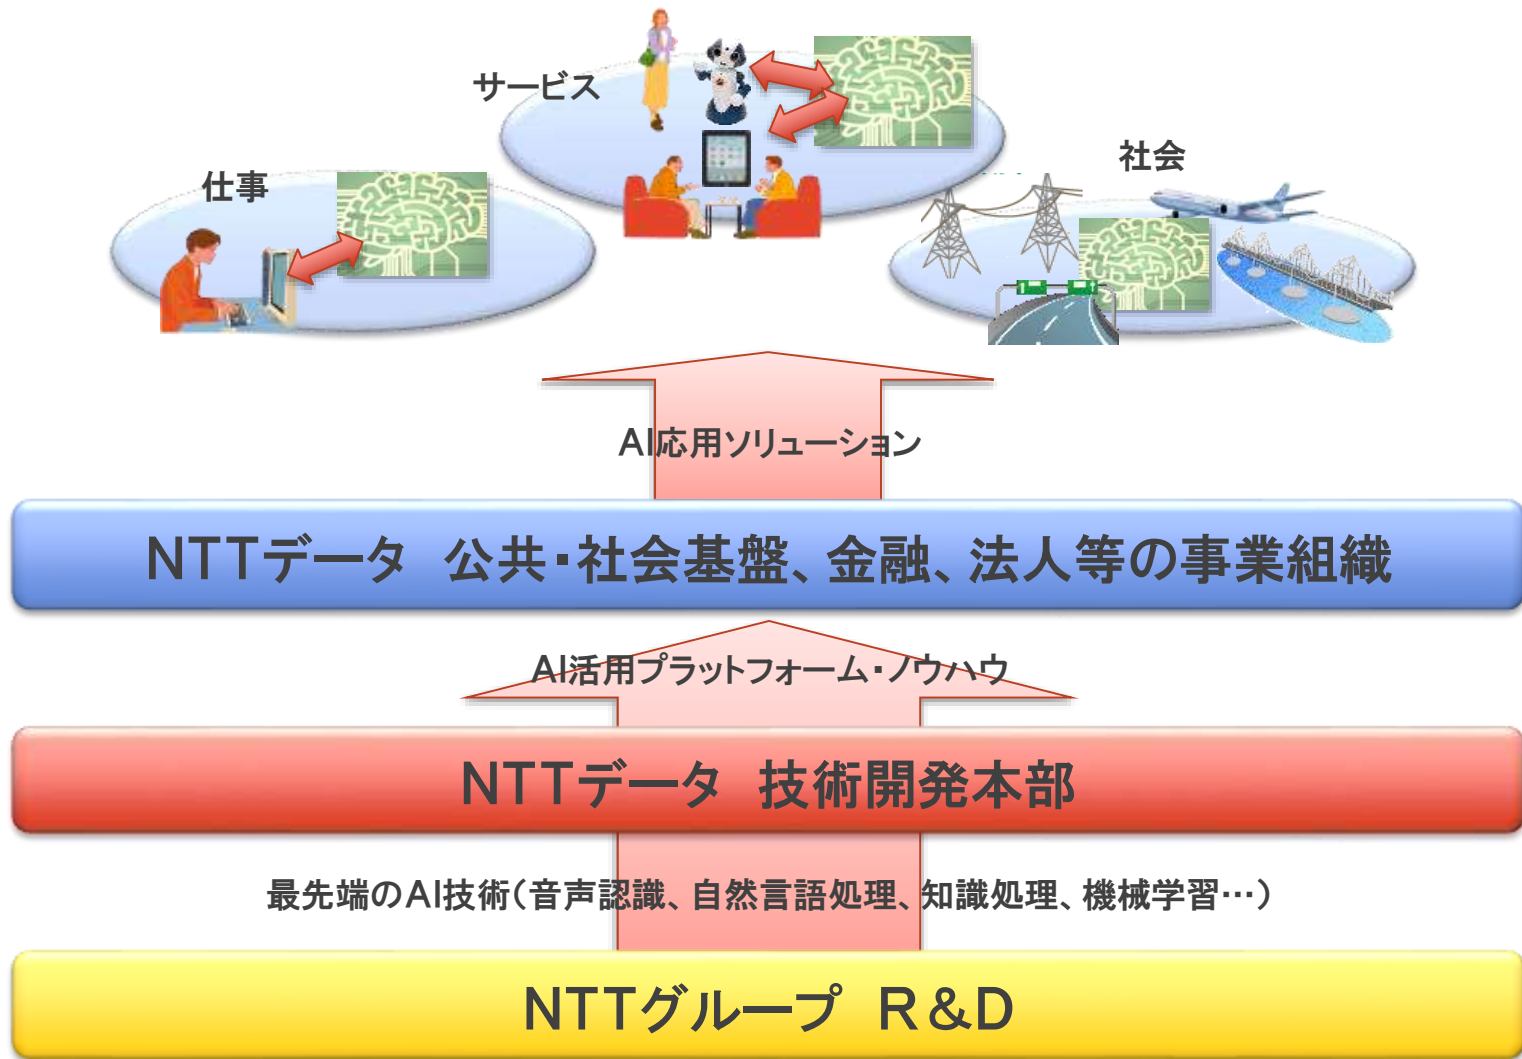 サービス
社会
仕事
AI応用ソリューション
NTTデータ　公共・社会基盤、金融、法人等の事業組織
AI活用プラットフォーム・ノウハウ
NTTデータ　技術開発本部
最先端のAI技術（音声認識、自然言語処理、知識処理、機械学習…）
NTTグループ　R&D